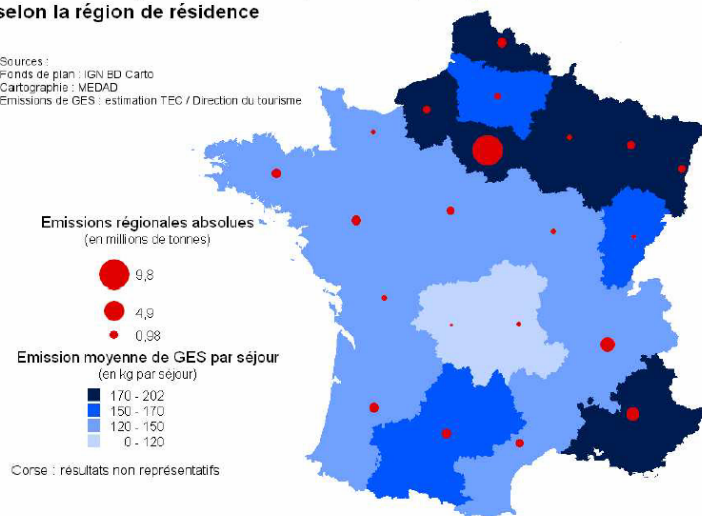 selon la région de résidence
Sources :
Fonds de plan : IGN BD Carto
Cartographie : MEDAD
Emissions de GES : estimation TEC / Direction du tourisme
Emissions régionales absolues
(en millions de tonnes)
9,8
4,9
0,98
Emission moyenne de GES par séjour
(en kg par séjour)
170 - 202
150 - 170
120 - 150
0 - 120
Corse : résultats non représentatifs